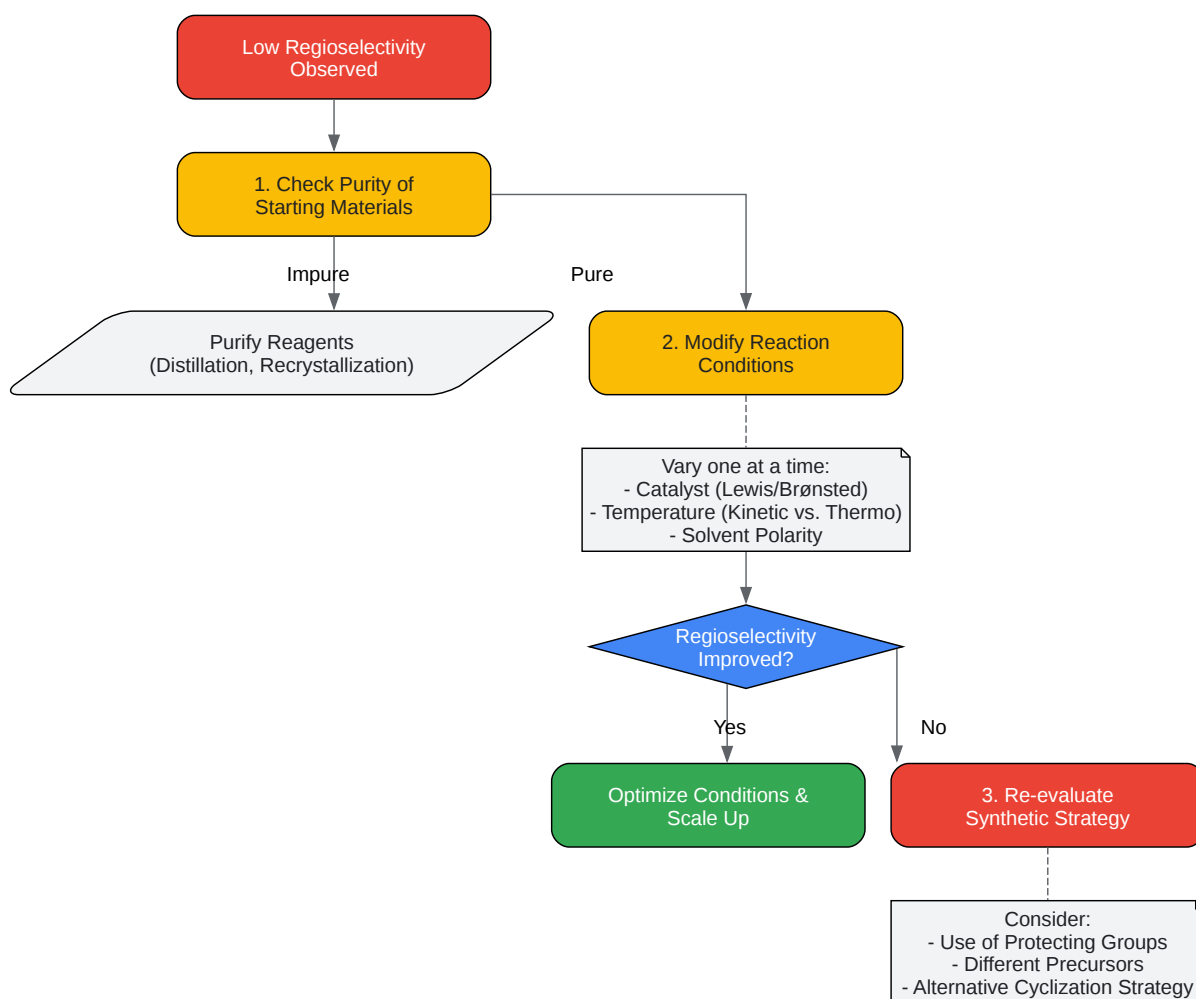 Low Regioselectivity
Observed
1. Check Purity of
Starting Materials
Impure
Pure
Purify Reagents
(Distillation, Recrystallization)
2. Modify Reaction
Conditions
Vary one at a time:
- Catalyst (Lewis/Brønsted)
- Temperature (Kinetic vs. Thermo)
- Solvent Polarity
Regioselectivity
Improved?
Yes
No
Optimize Conditions &
Scale Up
3. Re-evaluate
Synthetic Strategy
Consider:
- Use of Protecting Groups
- Different Precursors
- Alternative Cyclization Strategy